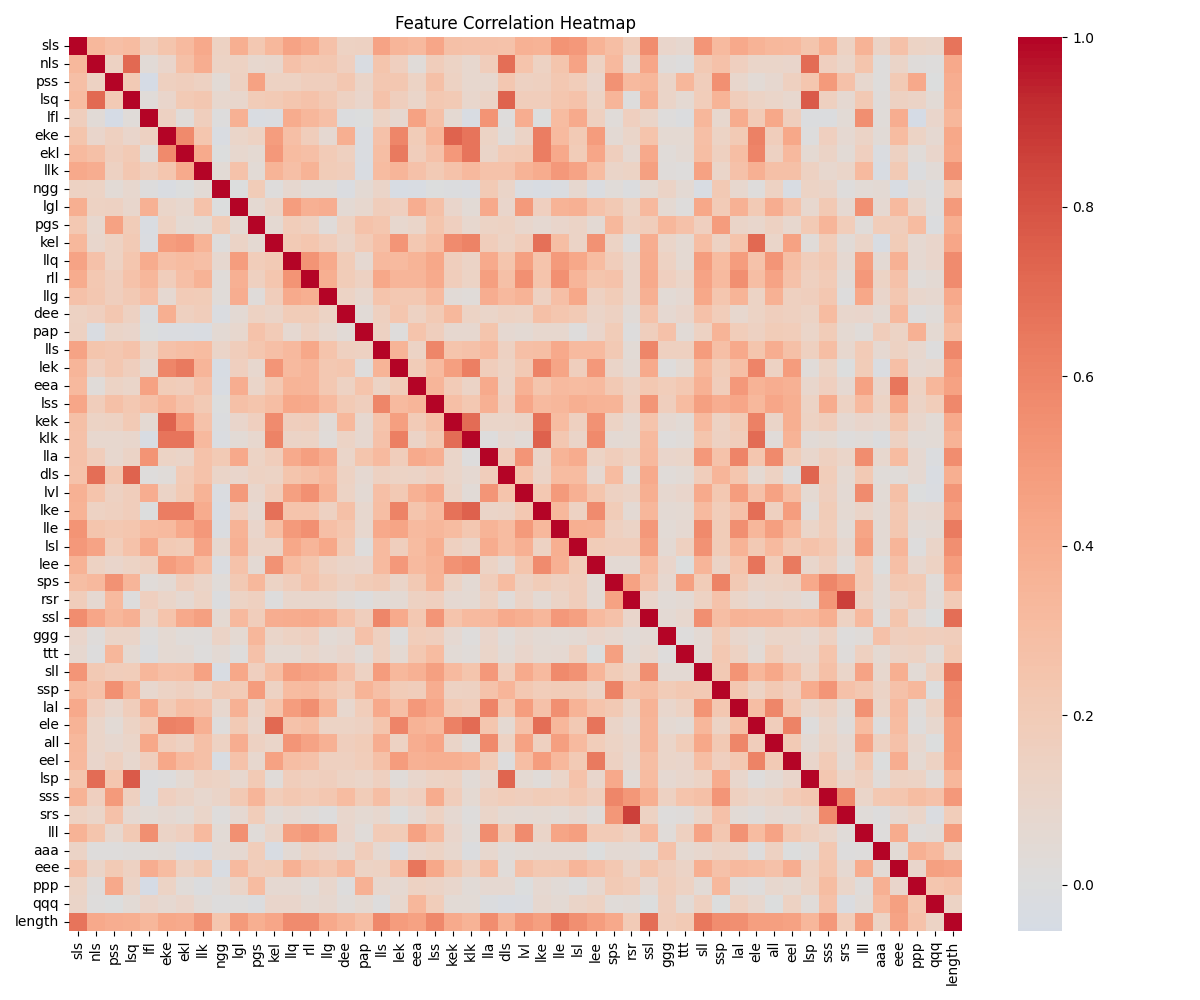 Feature Correlation Heatmap
sls
nls
pss
lsq
lfl
eke
ekl
llk
ngg
lgl
pgs
kel
llq
rll
llg
dee
pap
lls
lek
eea
lss
kek
klk
lla
dls
lvl
lke
lle
lsl
lee
sps
rsr
ssl
ggg
ttt
sll
ssp
lal
ele
all
eel
lsp
sss
srs
lll
aaa
eee
ppp
qqq
length
sls nls pss lsq lfl eke ekl llk ngg lgl pgs kel llq rll llg dee pap lls lek eea lss kek klk lla dls lvl lke lle lsl lee sps rsr ssl ggg ttt sll ssp lal ele all eel lsp sss srs lll aaa eee ppp qqq length
1.0
0.8
0.6
0.4
0.2
0.0